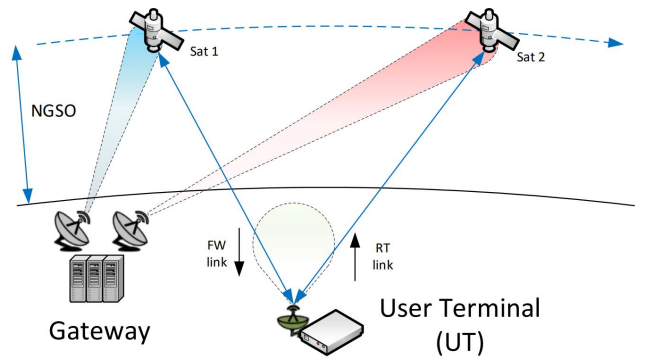 Sat 1
Sat 2
NGSO
FW
link
RT
link
Gateway
User Terminal
(UT)